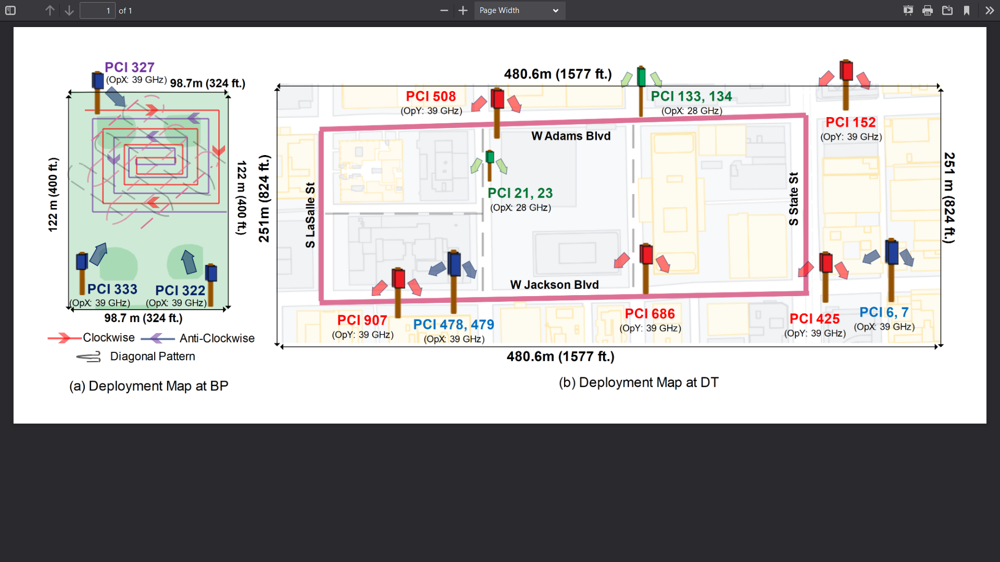 1 of 1
Page Width
PCI 327
(OpX: 39 GHz)
98.7m (324 ft.)
122 m (400 ft.)
122 m (400 ft.)
PCI 333
(OpX: 39 GHz)
PCI 322
(OpX: 39 GHz)
98.7 m (324 ft.)
Clockwise
Anti-Clockwise
Diagonal Pattern
(a) Deployment Map at BP
480.6m (1577 ft.)
251m (824 ft.)
PCI 508
(OpY: 39 GHz)
PCI 133, 134
(OpX: 28 GHz)
PCI 152
(OpY: 39 GHz)
W Adams Blvd
S LaSalle St
PCI 21, 23
(OpX: 28 GHz)
S State St
251 m (824 ft.)
W Jackson Blvd
PCI 907
(OpY: 39 GHz)
PCI 478, 479
(OpX: 39 GHz)
PCI 686
(OpY: 39 GHz)
PCI 425
(OpY: 39 GHz)
PCI 6, 7
(OpX: 39 GHz)
480.6m (1577 ft.)
(b) Deployment Map at DT